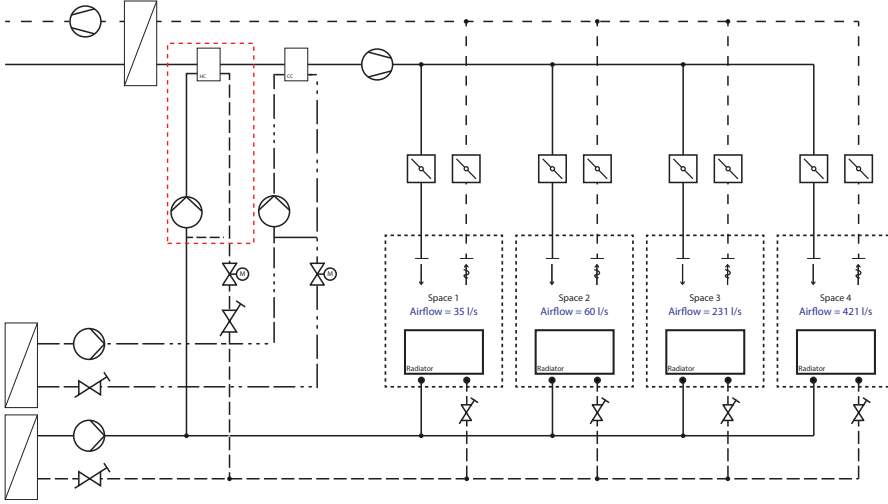 HC
CC
M
M
Space 1
Airflow = 35 l/s
Space 2
Airflow = 60 l/s
Space 3
Airflow = 231 l/s
Space 4
Airflow = 421 l/s
Radiator
Radiator
Radiator
Radiator